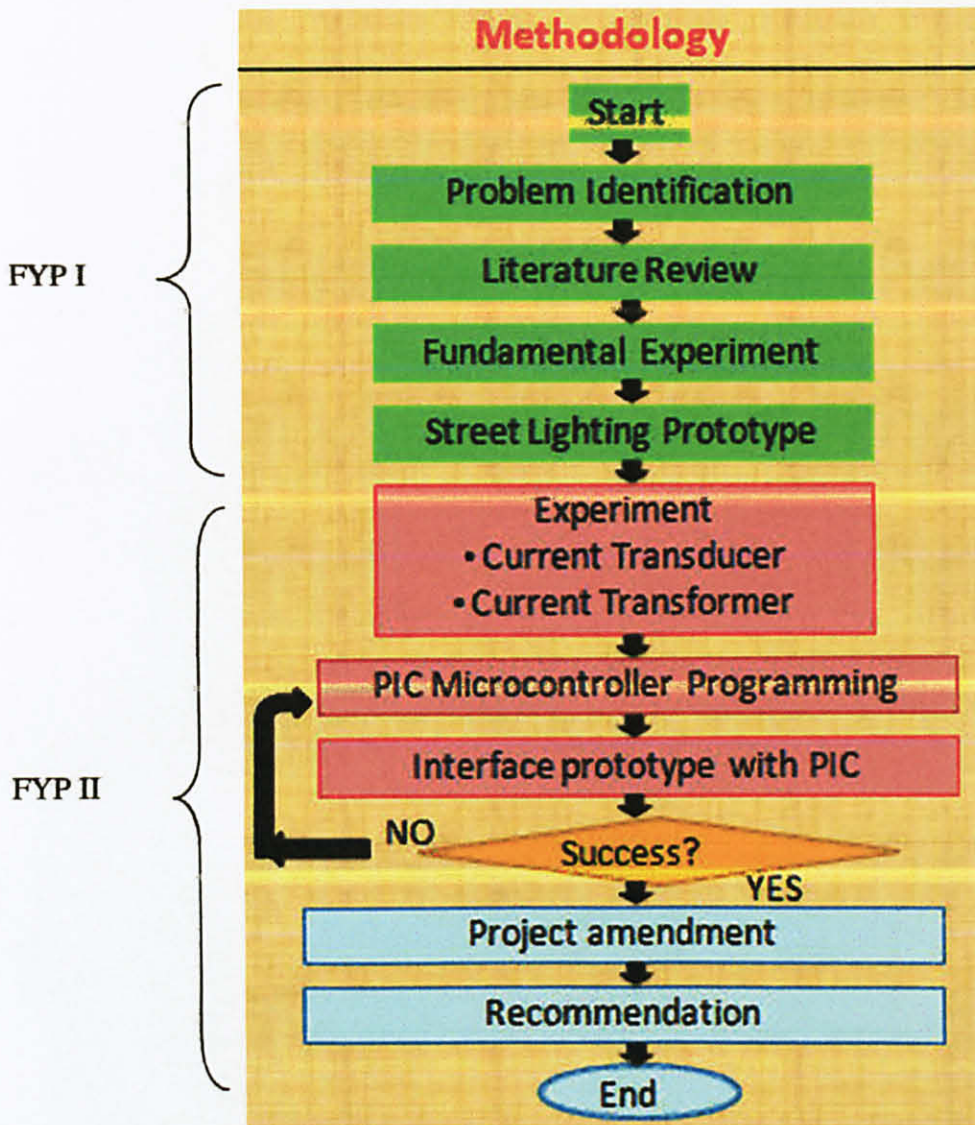 Methodology
Start
Problem Identification
Literature Review
FYP I
Fundamental Experiment
Street Lighting Prototype
Experiment
• Current Transducer
• Current Transformer
PIC Microcontroller Programming
Interface prototype with PIC
FYP II
NO
Success?
YES
Project amendment
Recommendation
End